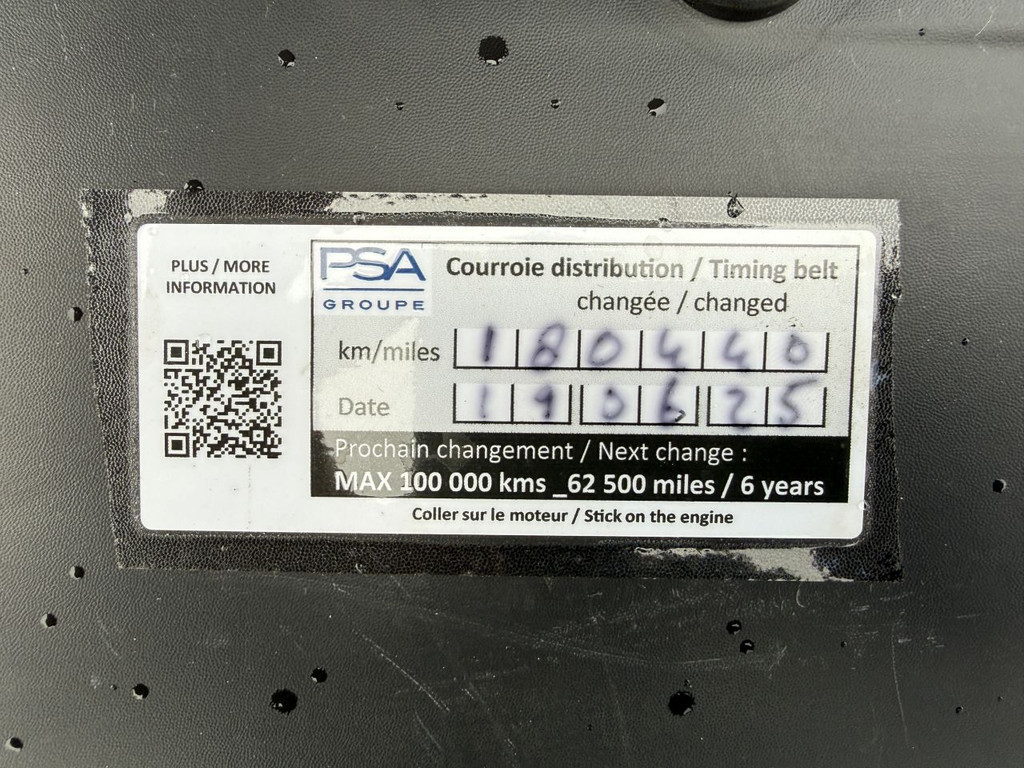 PLUS / MORE
INFORMATION
PSA
GROUPE
Courroie distribution / Timing belt
changée / changed
km/miles 180440
Date 190625
Prochain changement / Next change :
MAX 100 000 kms _62 500 miles / 6 years
Coller sur le moteur / Stick on the engine